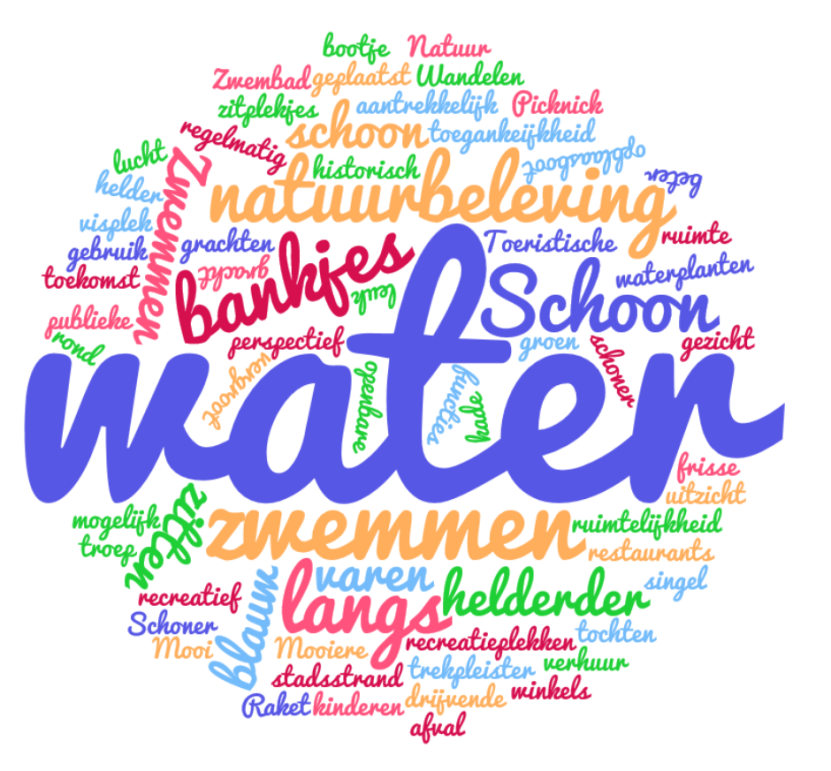 bootje Natuur
Zwembad geplaatst Wandelen
zitplekjes aantrekkelijk Picknick
regelmatig schoon toegankeijkheid
lucht Zwemmen historisch opblaasboot
helder natuurbeleving beter
visplek
gebruik grachten bankjes Toeristische ruimte
toekomst gewacht leuk Schoon waterplanten
publieke
rond perspectief groen schoner gezicht
water
vergroot openbare functies
frisse
uitzicht
mogelijk zitten zwemmen ruimtelijkheid
troep restaurants
blauw varen singel
recreatief langs helderder
Schoner tochten
Mooi Mooiere recreatieplekken
stadsstrand trekpleister verhuur
Raket kinderen drijvende winkels
afval